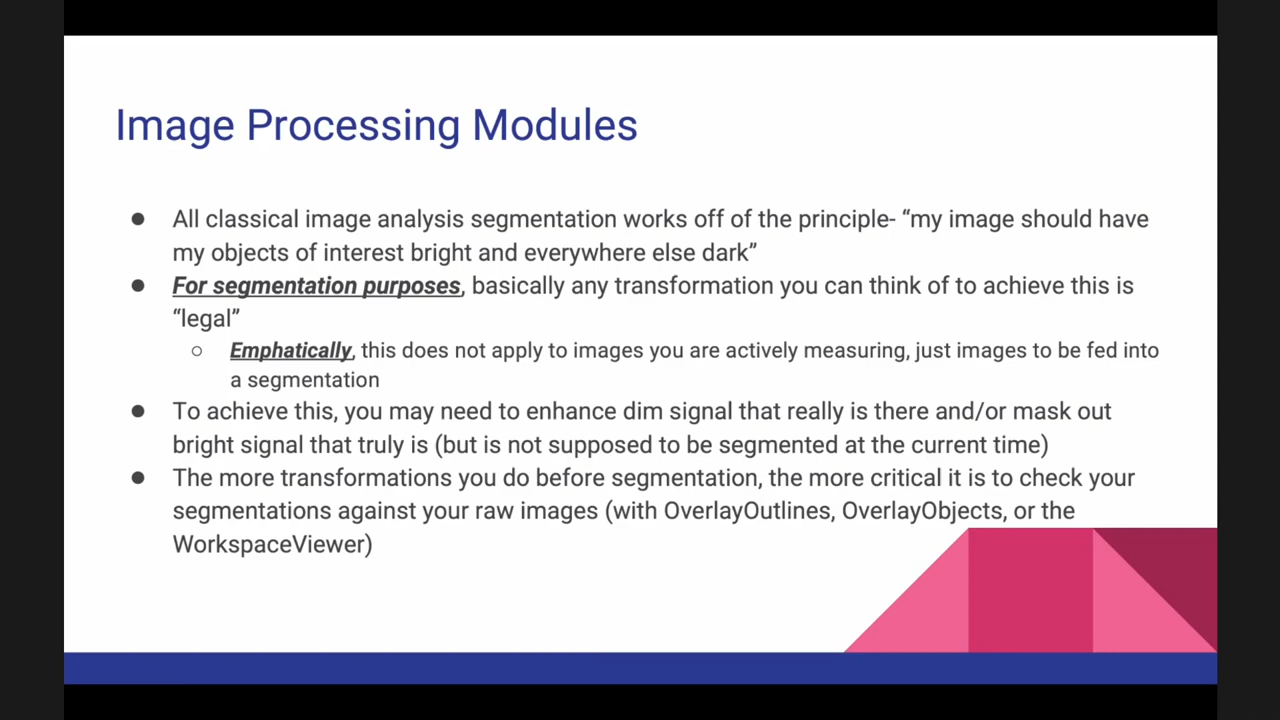 Image Processing Modules
● All classical image analysis segmentation works off of the principle- “my image should have
my objects of interest bright and everywhere else dark”
● For segmentation purposes, basically any transformation you can think of to achieve this is
“legal”
○ Emphatically, this does not apply to images you are actively measuring, just images to be fed into
a segmentation
● To achieve this, you may need to enhance dim signal that really is there and/or mask out
bright signal that truly is (but is not supposed to be segmented at the current time)
● The more transformations you do before segmentation, the more critical it is to check your
segmentations against your raw images (with OverlayOutlines, OverlayObjects, or the
WorkspaceViewer)